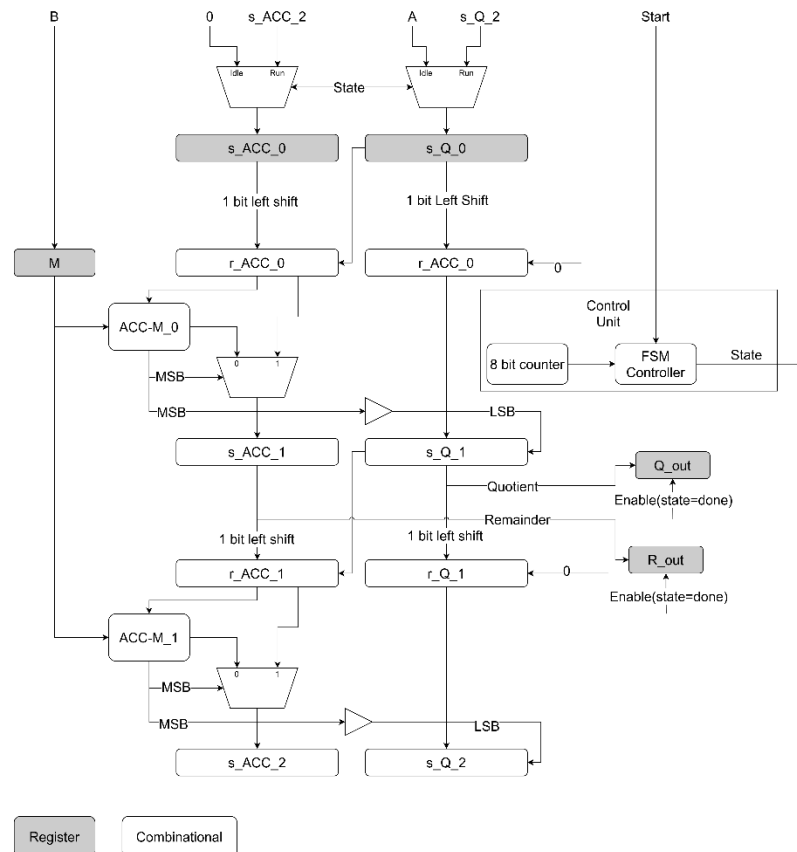 B
0
s_ACC_2
A
s_Q_2
Start
Idle
Run
State
Idle
Run
s_ACC_0
s_Q_0
1 bit left shift
1 bit Left Shift
M
r_ACC_0
r_ACC_0
0
Control
Unit
ACC-M_0
0
1
8 bit counter
FSM
Controller
State
MSB
MSB
LSB
s_ACC_1
s_Q_1
Q_out
Quotient
Enable(state=done)
Remainder
1 bit left shift
1 bit left shift
r_ACC_1
r_Q_1
0
R_out
Enable(state=done)
ACC-M_1
0
1
MSB
MSB
LSB
s_ACC_2
s_Q_2
Register
Combinational